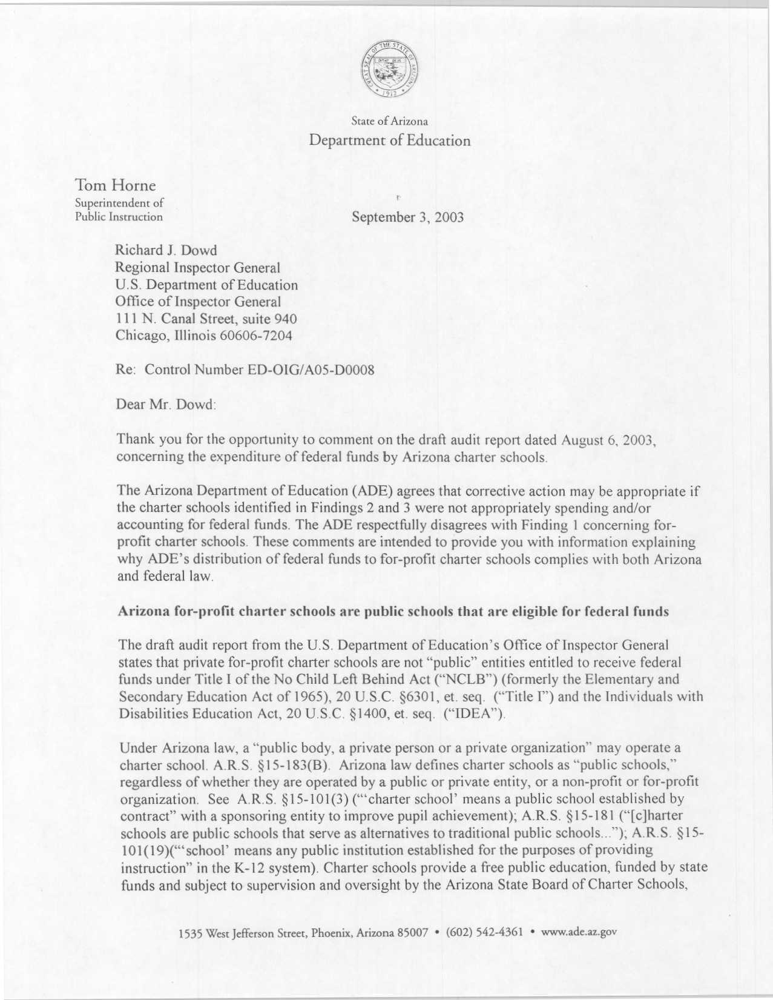 GREAT SEAL OF THE STATE OF ARIZONA
DITAT DEUS
1912
State of Arizona
Department of Education
Tom Horne
Superintendent of
Public Instruction
September 3, 2003
Richard J. Dowd
Regional Inspector General
U.S. Department of Education
Office of Inspector General
111 N. Canal Street, suite 940
Chicago, Illinois 60606-7204
Re: Control Number ED-OIG/A05-D0008
Dear Mr. Dowd:
Thank you for the opportunity to comment on the draft audit report dated August 6, 2003,
concerning the expenditure of federal funds by Arizona charter schools.
The Arizona Department of Education (ADE) agrees that corrective action may be appropriate if
the charter schools identified in Findings 2 and 3 were not appropriately spending and/or
accounting for federal funds. The ADE respectfully disagrees with Finding 1 concerning for-
profit charter schools. These comments are intended to provide you with information explaining
why ADE's distribution of federal funds to for-profit charter schools complies with both Arizona
and federal law.
Arizona for-profit charter schools are public schools that are eligible for federal funds
The draft audit report from the U.S. Department of Education's Office of Inspector General
states that private for-profit charter schools are not "public" entities entitled to receive federal
funds under Title I of the No Child Left Behind Act ("NCLB") (formerly the Elementary and
Secondary Education Act of 1965), 20 U.S.C. §6301, et. seq. ("Title I") and the Individuals with
Disabilities Education Act, 20 U.S.C. §1400, et. seq. ("IDEA").
Under Arizona law, a "public body, a private person or a private organization" may operate a
charter school. A.R.S. §15-183(B). Arizona law defines charter schools as "public schools,"
regardless of whether they are operated by a public or private entity, or a non-profit or for-profit
organization. See A.R.S. §15-101(3) ("'charter school' means a public school established by
contract" with a sponsoring entity to improve pupil achievement); A.R.S. §15-181 ("[c]harter
schools are public schools that serve as alternatives to traditional public schools..."); A.R.S. §15-
101(19)("'school' means any public institution established for the purposes of providing
instruction" in the K-12 system). Charter schools provide a free public education, funded by state
funds and subject to supervision and oversight by the Arizona State Board of Charter Schools,
1535 West Jefferson Street, Phoenix, Arizona 85007 • (602) 542-4361 • www.ade.az.gov